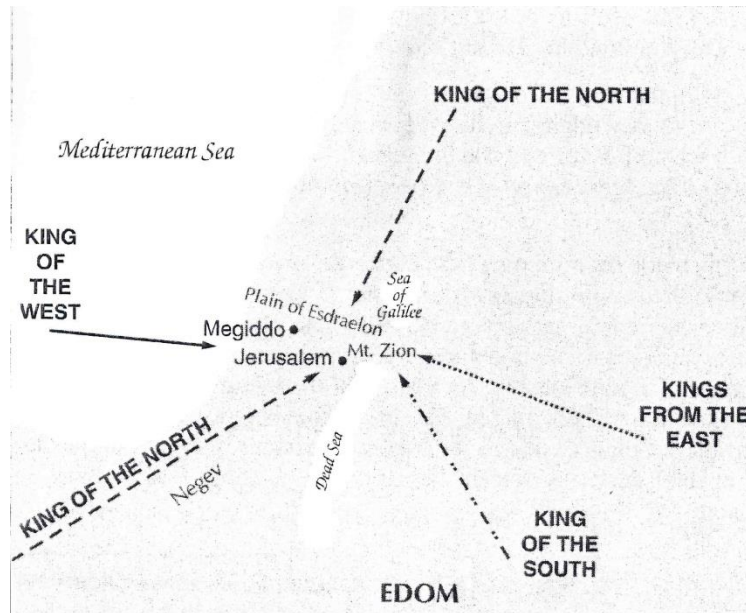 KING OF THE NORTH
Mediterranean Sea
KING
OF
THE
WEST
Sea
of
Galilee
Plain of Esdraelon
Megiddo
Jerusalem
Mt. Zion
KINGS
FROM THE
EAST
KING OF THE NORTH
Negev
Dead Sea
KING
OF THE
SOUTH
EDOM